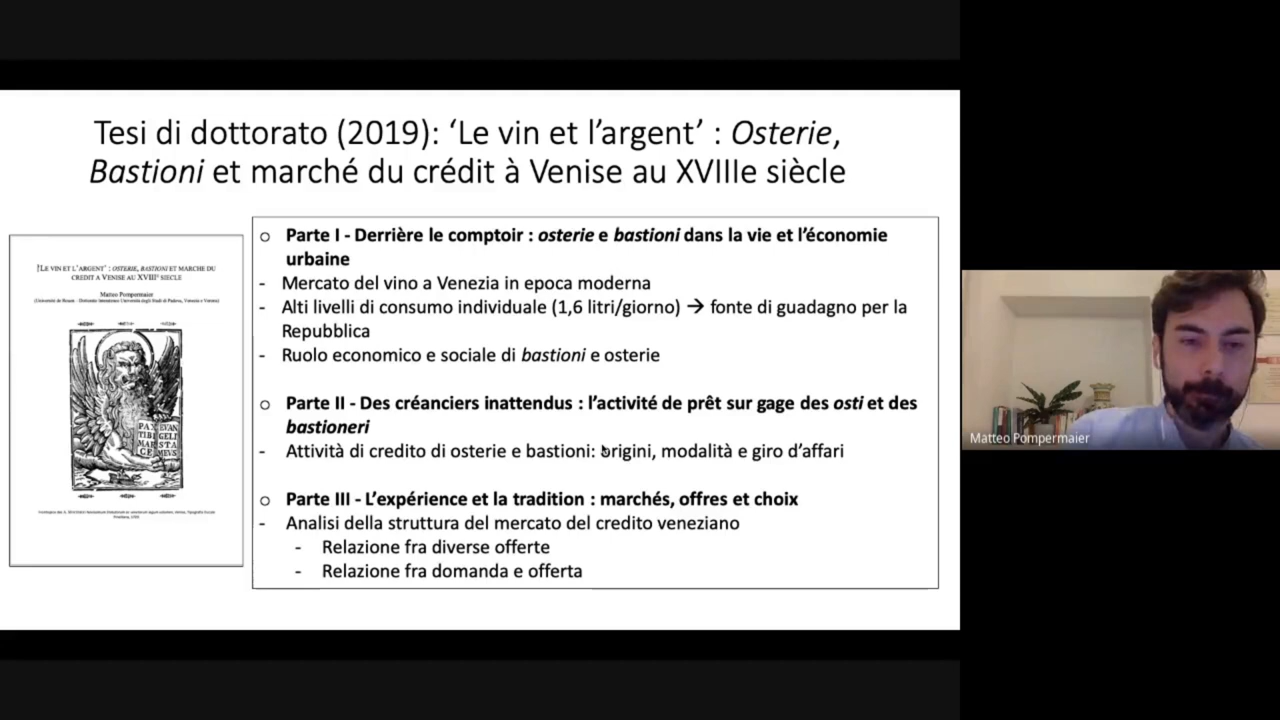 Tesi di dottorato (2019): ‘Le vin et l’argent’ : Osterie,
Bastioni et marché du crédit à Venise au XVIIIe siècle
!LE VIN ET L’ARGENT’ : OSTERIE, BASTIONI ET MARCHE DU
CREDIT A VENISE AU XVIIIᵉ SIECLE
Matteo Pompermaier
PAX
TIBI
MAR
CE
EVAN
GELI
STA
MEVS
o Parte I - Derrière le comptoir : osterie e bastioni dans la vie et l’économie
urbaine
- Mercato del vino a Venezia in epoca moderna
- Alti livelli di consumo individuale (1,6 litri/giorno) → fonte di guadagno per la
Repubblica
- Ruolo economico e sociale di bastioni e osterie
o Parte II - Des créanciers inattendus : l’activité de prêt sur gage des osti et des
bastioneri
- Attività di credito di osterie e bastioni: origini, modalità e giro d’affari
o Parte III - L’expérience et la tradition : marchés, offres et choix
- Analisi della struttura del mercato del credito veneziano
- Relazione fra diverse offerte
- Relazione fra domanda e offerta
Matteo Pompermaier